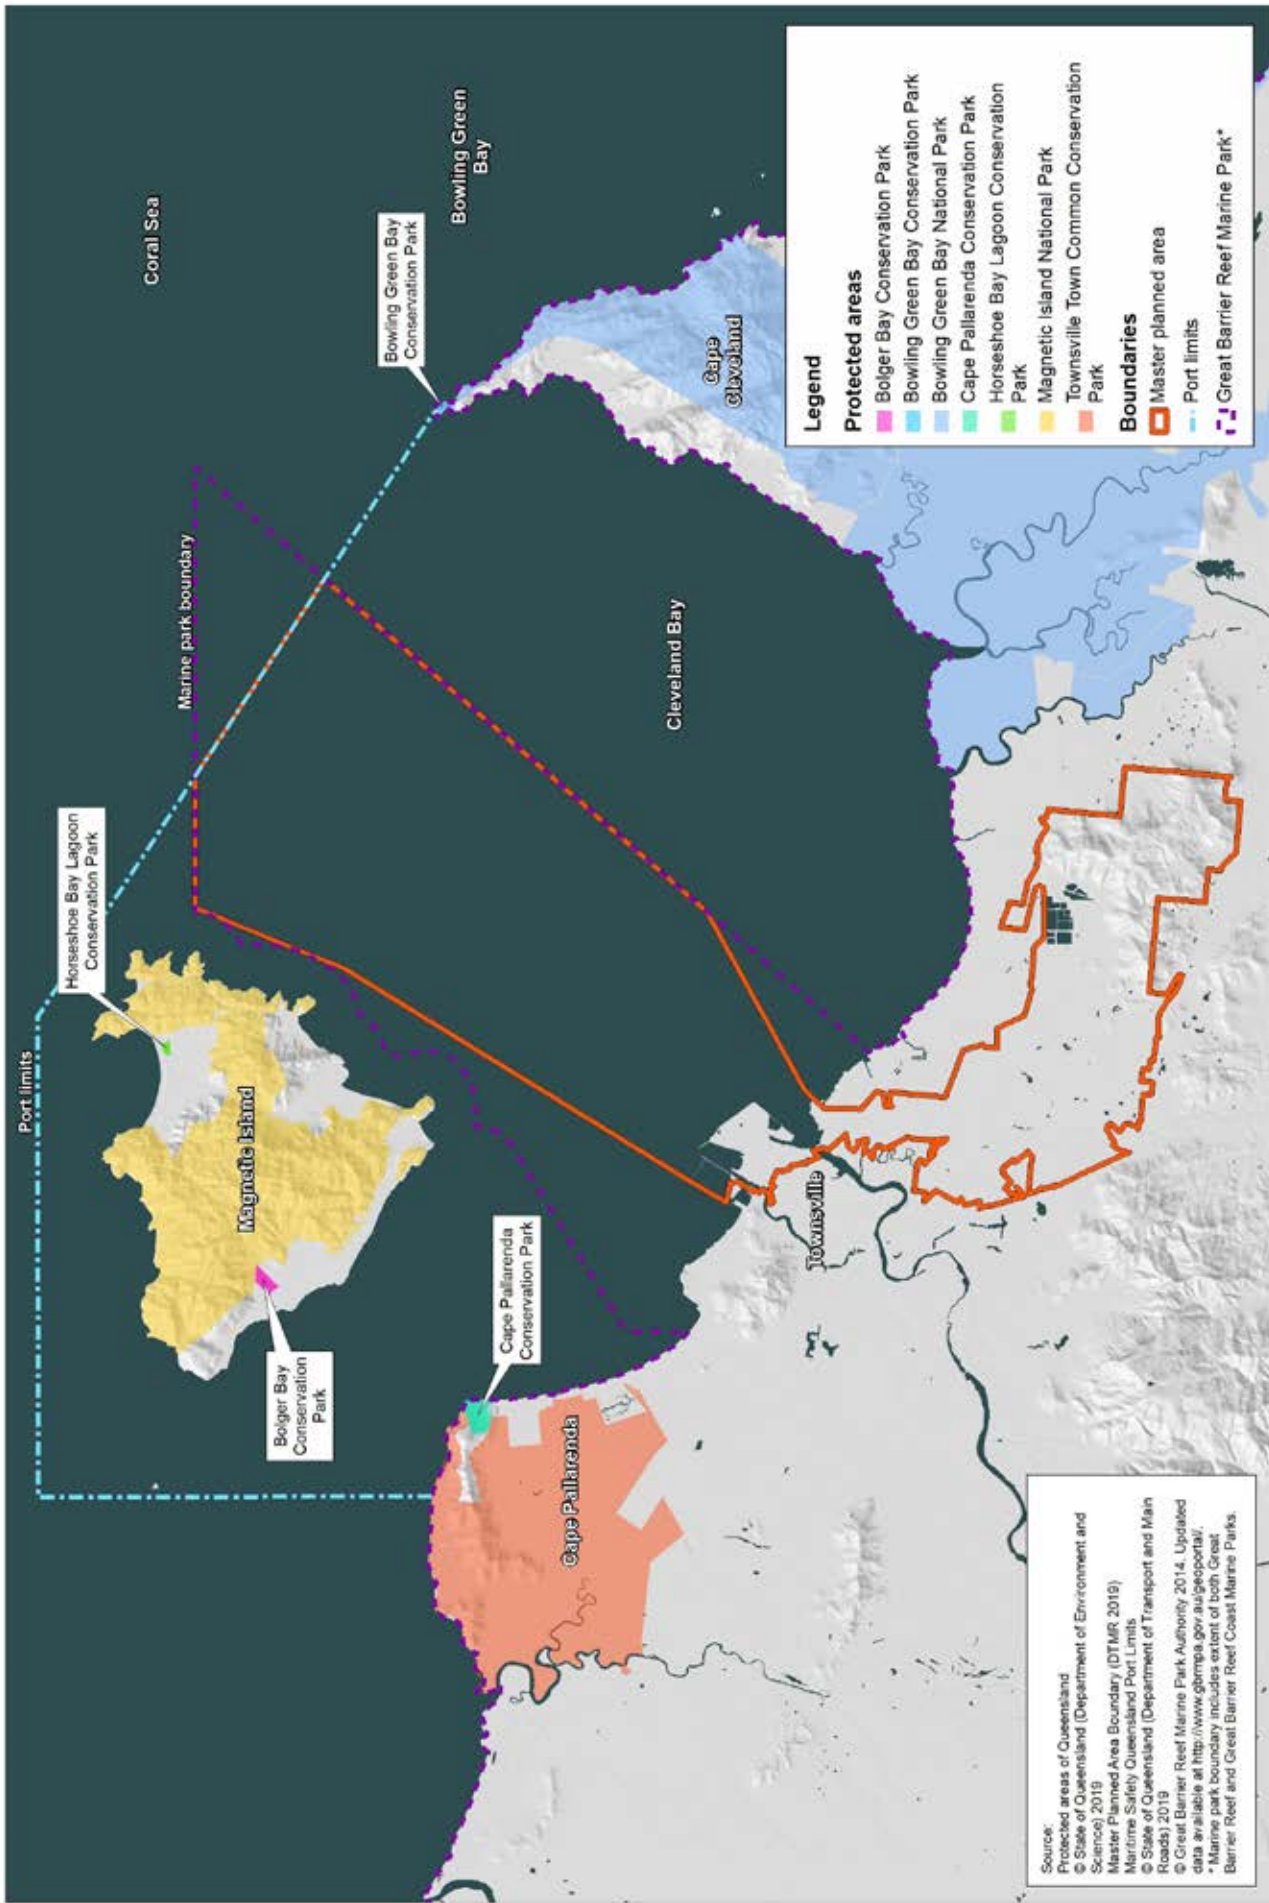 Port limits
Horseshoe Bay Lagoon
Conservation Park
Coral Sea
Marine park boundary
Magnetic Island
Bolger Bay
Conservation
Park
Bowling Green Bay
Conservation Park
Bowling Green
Bay
Cape Pallarenda
Conservation Park
Cape Pallarenda
Cleveland Bay
Cape
Cleveland
Townsville
Legend
Protected areas
Bolger Bay Conservation Park
Bowling Green Bay Conservation Park
Bowling Green Bay National Park
Cape Pallarenda Conservation Park
Horseshoe Bay Lagoon Conservation
Park
Magnetic Island National Park
Townsville Town Common Conservation
Park
Boundaries
Master planned area
Port limits
Great Barrier Reef Marine Park*
Source:
Protected areas of Queensland
© State of Queensland (Department of Environment and
Science) 2019
Master Planned Area Boundary (DTMR 2019)
Maritime Safety Queensland Port Limits
© State of Queensland (Department of Transport and Main
Roads) 2019
© Great Barrier Reef Marine Park Authority 2014. Updated
data available at http://www.gbrmpa.gov.au/geoportal/.
* Marine park boundary includes extent of both Great
Barrier Reef and Great Barrier Reef Coast Marine Parks.